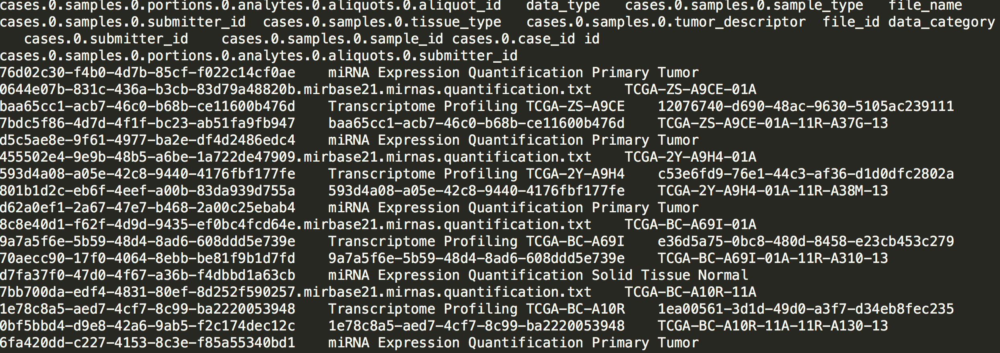 cases.0.samples.0.portions.0.analytes.0.aliquots.0.aliquot_id data_type cases.0.samples.0.sample_type file_name
cases.0.samples.0.submitter_id cases.0.samples.0.tissue_type cases.0.samples.0.tumor_descriptor file_id data_category
cases.0.submitter_id cases.0.samples.0.sample_id cases.0.case_id id
cases.0.samples.0.portions.0.analytes.0.aliquots.0.submitter_id
76d02c30-f4b0-4d7b-85cf-f022c14cf0ae miRNA Expression Quantification Primary Tumor
0644e07b-831c-436a-b3cb-83d79a48820b.mirbase21.mirnas.quantification.txt TCGA-ZS-A9CE-01A
baa65cc1-acb7-46c0-b68b-ce11600b476d Transcriptome Profiling TCGA-ZS-A9CE 12076740-d690-48ac-9630-5105ac239111
7bdc5f86-4d7d-4f1f-bc23-ab51fa9fb947 baa65cc1-acb7-46c0-b68b-ce11600b476d TCGA-ZS-A9CE-01A-11R-A37G-13
d5c5ae8e-9f61-4977-ba2e-df4d2486edc4 miRNA Expression Quantification Primary Tumor
455502e4-9e9b-48b5-a6be-1a722de47909.mirbase21.mirnas.quantification.txt TCGA-2Y-A9H4-01A
593d4a08-a05e-42c8-9440-4176fbf177fe Transcriptome Profiling TCGA-2Y-A9H4 c53e6fd9-76e1-44c3-af36-d1d0dfc2802a
801b1d2c-eb6f-4eef-a00b-83da939d755a 593d4a08-a05e-42c8-9440-4176fbf177fe TCGA-2Y-A9H4-01A-11R-A38M-13
d62a0ef1-2a67-47e7-b468-2a00c25ebab4 miRNA Expression Quantification Primary Tumor
8c8e40d1-f62f-4d9d-9435-ef0bc4fcd64e.mirbase21.mirnas.quantification.txt TCGA-BC-A69I-01A
9a7a5f6e-5b59-48d4-8ad6-608ddd5e739e Transcriptome Profiling TCGA-BC-A69I e36d5a75-0bc8-480d-8458-e23cb453c279
70aecc90-17f0-4064-8ebb-be81f9b1d7fd 9a7a5f6e-5b59-48d4-8ad6-608ddd5e739e TCGA-BC-A69I-01A-11R-A310-13
d7fa37f0-47d0-4f67-a36b-f4dbbd1a63cb miRNA Expression Quantification Solid Tissue Normal
7bb700da-edf4-4831-80ef-8d252f590257.mirbase21.mirnas.quantification.txt TCGA-BC-A10R-11A
1e78c8a5-aed7-4cf7-8c99-ba2220053948 Transcriptome Profiling TCGA-BC-A10R 1ea00561-3d1d-49d0-a3f7-d34eb8fec235
0bf5bbd4-d9e8-42a6-9ab5-f2c174dec12c 1e78c8a5-aed7-4cf7-8c99-ba2220053948 TCGA-BC-A10R-11A-11R-A130-13
6fa420dd-c227-4153-8c3e-f85a55340bd1 miRNA Expression Quantification Primary Tumor